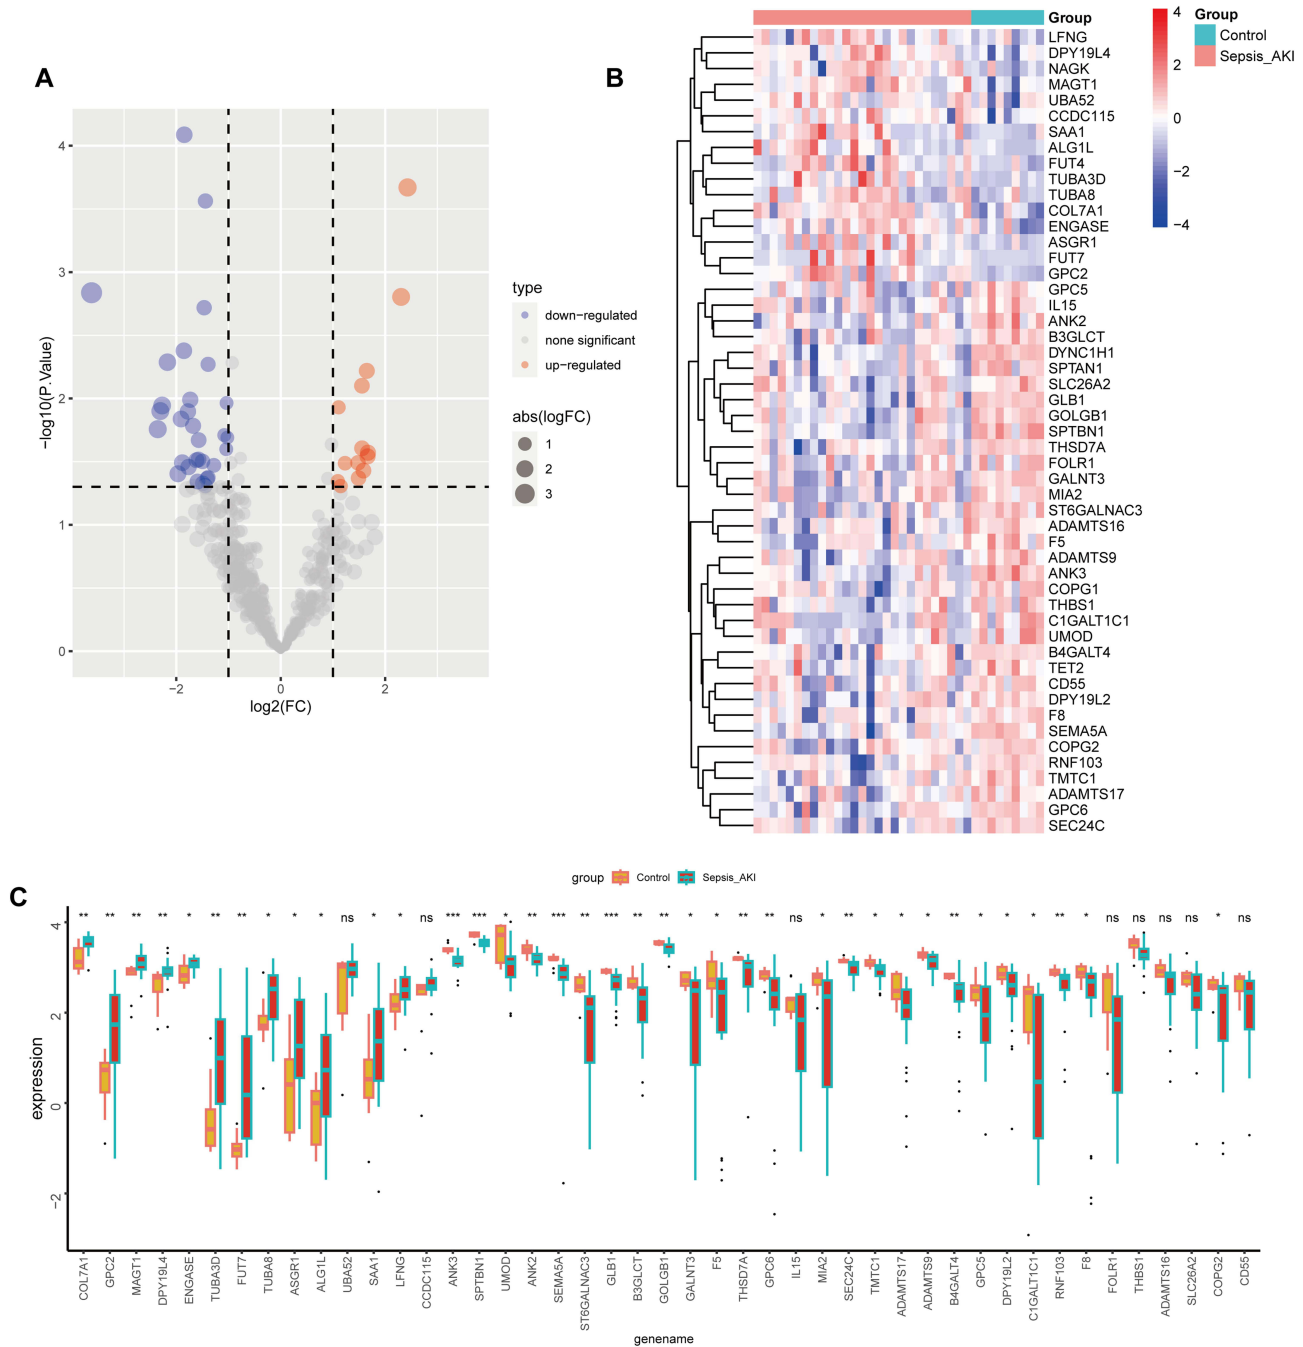 A
4
3
2
1
0
−log10(P.Value)
−2
0
2
log2(FC)
type
down−regulated
none significant
up−regulated
abs(logFC)
1
2
3
B
Group
LFNG
DPY19L4
NAGK
MAGT1
UBA52
CCDC115
SAA1
ALG1L
FUT4
TUBA3D
TUBA8
COL7A1
ENGASE
ASGR1
FUT7
GPC2
GPC5
IL15
ANK2
B3GLCT
DYNC1H1
SPTAN1
SLC26A2
GLB1
GOLGB1
SPTBN1
THSD7A
FOLR1
GALNT3
MIA2
ST6GALNAC3
ADAMTS16
F5
ADAMTS9
ANK3
COPG1
THBS1
C1GALT1C1
UMOD
B4GALT4
TET2
CD55
DPY19L2
F8
SEMA5A
COPG2
RNF103
TMTC1
ADAMTS17
GPC6
SEC24C
4
2
0
−2
−4
Group
Control
Sepsis_AKI
C
group Control Sepsis_AKI
** ** ** ** * ** ** * * * ns * * ns *** *** * ** *** ** *** ** ** * * ** ** ns * ** * * * ** * * * ** * ns ** ns ns * ns
4
2
0
−2
expression
COL7A1
GPC2
MAGT1
DPY19L4
ENGASE
TUBA3D
FUT7
TUBA8
ASGR1
ALG1L
UBA52
SAA1
LFNG
CCDC115
ANK3
SPTBN1
UMOD
ANK2
SEMA5A
ST6GALNAC3
GLB1
B3GLCT
GOLGB1
GALNT3
F5
THSD7A
GPC6
IL15
MIA2
SEC24C
TMTC1
ADAMTS17
ADAMTS9
B4GALT4
GPC5
DPY19L2
C1GALT1C1
RNF103
F8
FOLR1
THBS1
ADAMTS16
SLC26A2
COPG2
CD55
genename